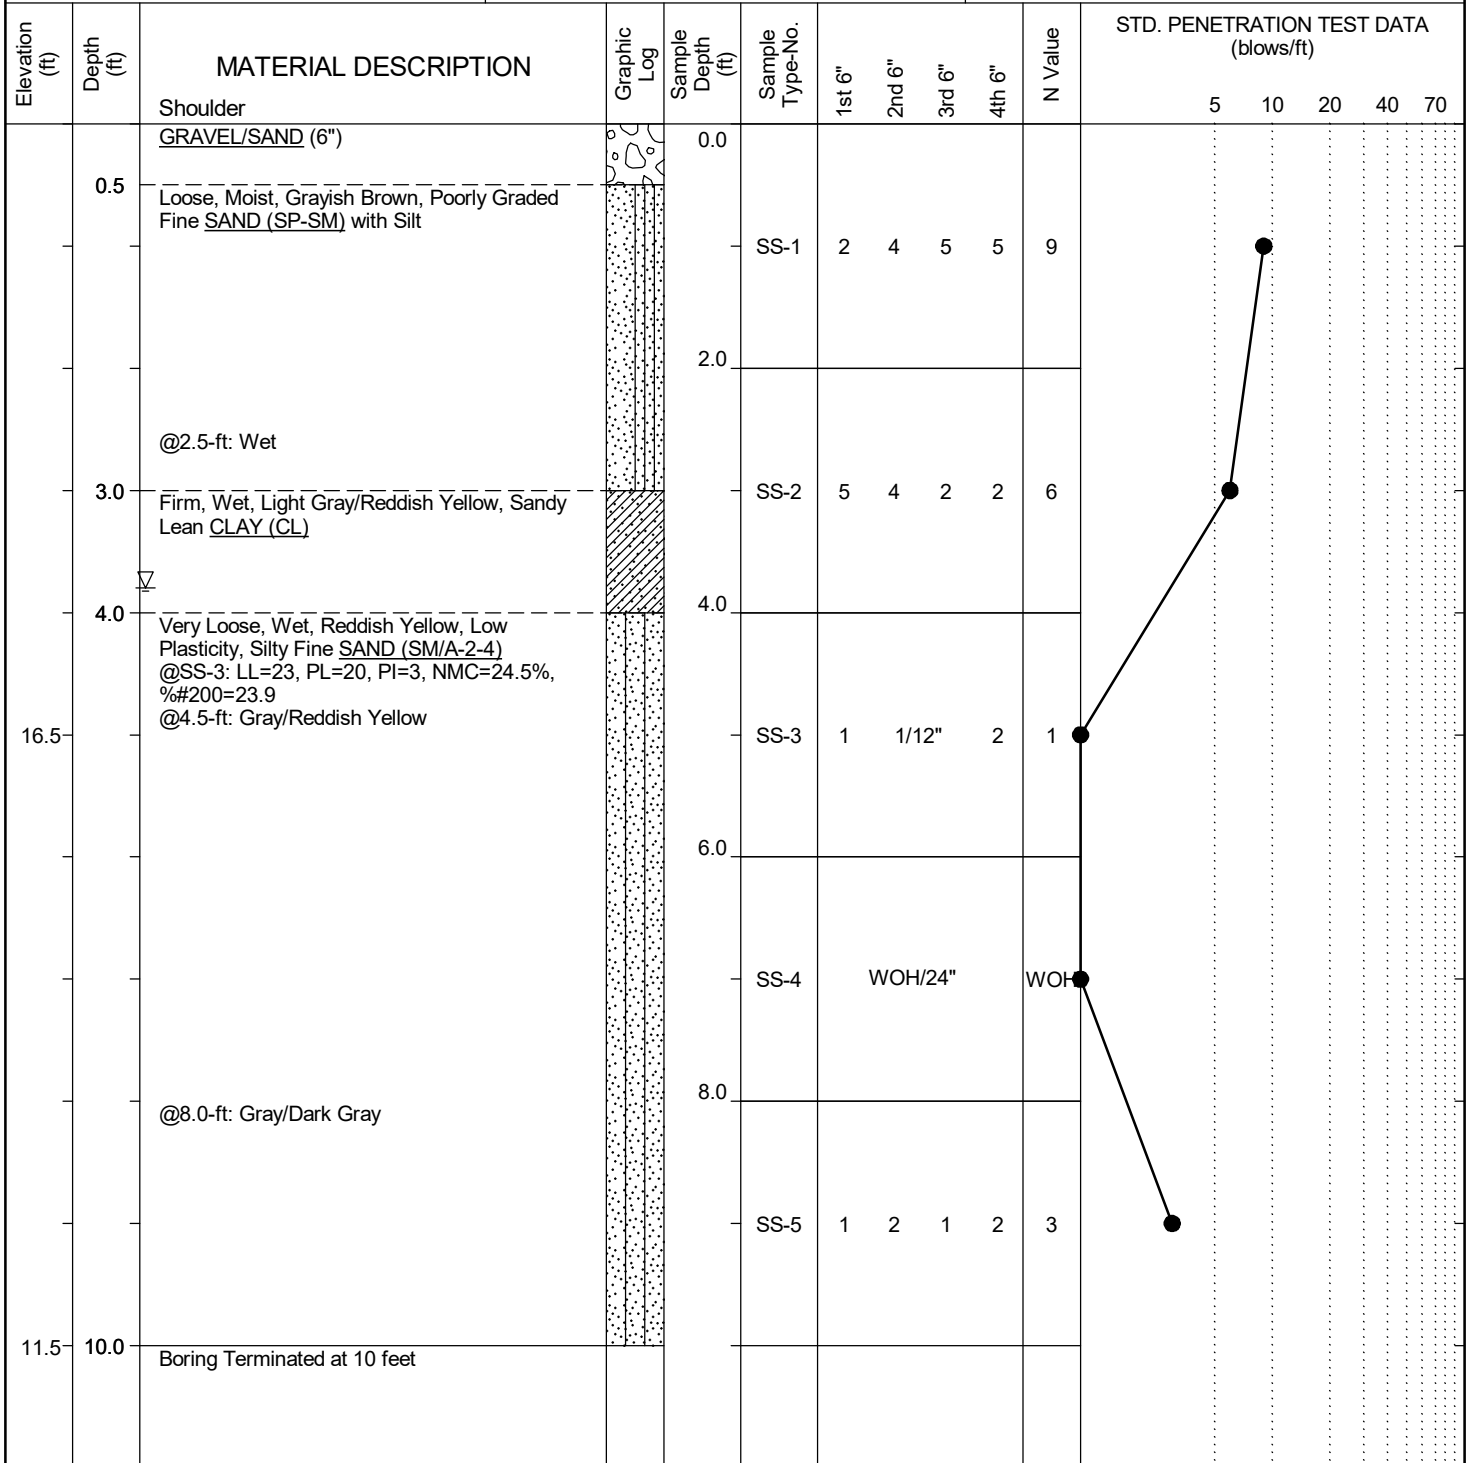 Elevation (ft)
Depth (ft)
MATERIAL DESCRIPTION
Shoulder
Graphic Log
Sample Depth (ft)
Sample Type-No.
1st 6"
2nd 6"
3rd 6"
4th 6"
N Value
STD. PENETRATION TEST DATA
(blows/ft)
5 10 20 40 70
GRAVEL/SAND (6")
0.0
0.5
Loose, Moist, Grayish Brown, Poorly Graded
Fine SAND (SP-SM) with Silt
SS-1 2 4 5 5 9
2.0
@2.5-ft: Wet
3.0
Firm, Wet, Light Gray/Reddish Yellow, Sandy
Lean CLAY (CL)
SS-2 5 4 2 2 6
4.0
4.0
Very Loose, Wet, Reddish Yellow, Low
Plasticity, Silty Fine SAND (SM/A-2-4)
@SS-3: LL=23, PL=20, PI=3, NMC=24.5%,
%#200=23.9
@4.5-ft: Gray/Reddish Yellow
16.5
SS-3 1 1/12" 2 1
6.0
SS-4 WOH/24" WOH
8.0
@8.0-ft: Gray/Dark Gray
SS-5 1 2 1 2 3
11.5 10.0
Boring Terminated at 10 feet